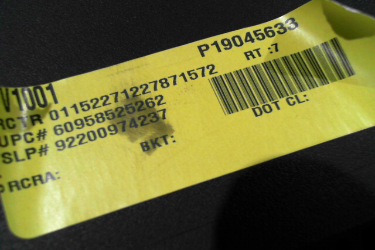 P19045633
V1001
RT :7
RCTR 01152271227871572
UPC# 60958525262
SLP# 92200974237
DOT CL:
BKT:
RCRA: